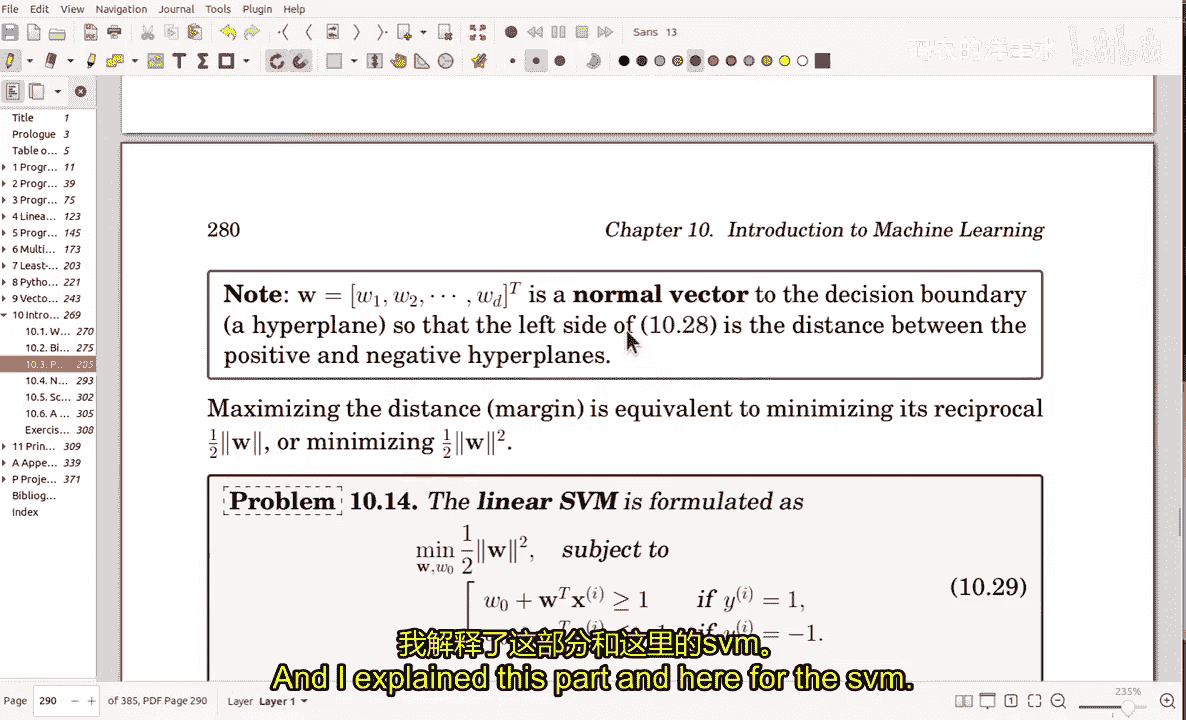 File Edit View Navigation Journal Tools Plugin Help
Sans 13
Title 1
Prologue 3
Table o... 5
1 Progr... 11
2 Progr... 39
3 Progr... 75
4 Linea... 123
5 Progr... 145
6 Multi... 173
7 Least-... 203
8 Pytho... 221
9 Vecto... 243
10 Intro... 269
10.1. W... 270
10.2. Bi... 275
10.3. P... 285
10.4. N... 293
10.5. Sc... 302
10.6. A ... 305
Exercis... 308
11 Prin... 309
A Appe... 339
P Proje... 371
Bibliog...
Index
280 Chapter 10. Introduction to Machine Learning
Note: w = [w₁, w₂, ⋯ , w_d]^T is a normal vector to the decision boundary
(a hyperplane) so that the left side of (10.28) is the distance between the
positive and negative hyperplanes.
Maximizing the distance (margin) is equivalent to minimizing its reciprocal
½‖w‖, or minimizing ½‖w‖².
Problem 10.14. The linear SVM is formulated as
min_{w,w₀} ½‖w‖², subject to
w₀ + w^T x^(i) ≥ 1 if y^(i) = 1,
(10.29)
= −1.
我解释了这部分和这里的svm。
And I explained this part and here for the svm.
Page 290 of 385, PDF Page 290 Layer Layer 1 235%